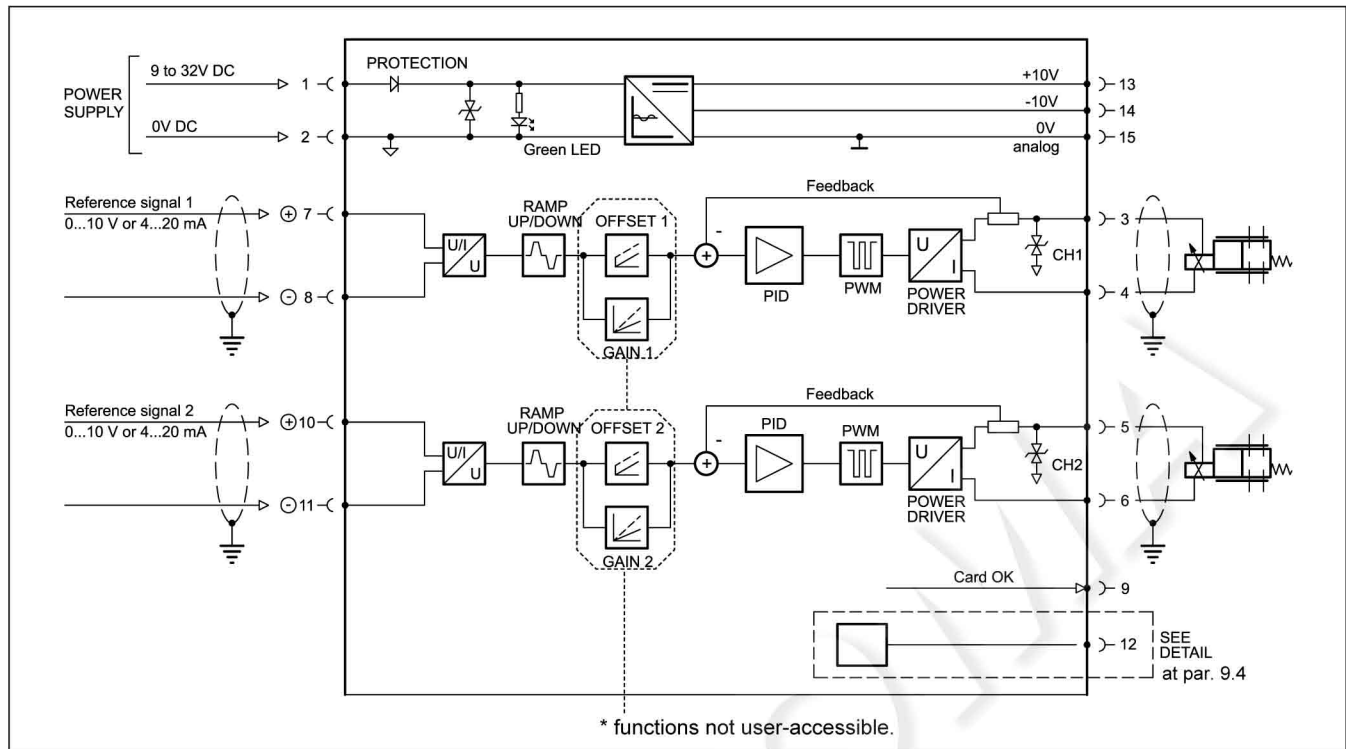 POWER
SUPPLY
9 to 32V DC
1
0V DC
2
PROTECTION
Green LED
+10V
13
-10V
14
0V
analog
15
Reference signal 1
0...10 V or 4...20 mA
+ 7
- 8
U/I
U
RAMP
UP/DOWN
OFFSET 1
GAIN 1
Feedback
-
+
PID
PWM
U
I
POWER
DRIVER
CH1
3
4
Reference signal 2
0...10 V or 4...20 mA
+ 10
- 11
U/I
U
RAMP
UP/DOWN
OFFSET 2
GAIN 2
Feedback
-
+
PID
PWM
U
I
POWER
DRIVER
CH2
5
6
Card OK
9
12
SEE
DETAIL
at par. 9.4
* functions not user-accessible.